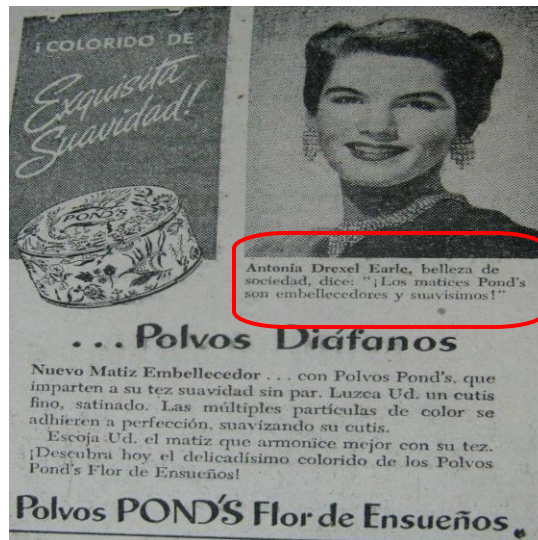 ¡COLORIDO DE
Exquisita
Suavidad!
POND'S
Antonia Drexel Earle, belleza de
sociedad, dice: "¡Los matices Pond's
son embellecedores y suavisimos!"
...Polvos Diáfanos
Nuevo Matiz Embellecedor . . . con Polvos Pond's, que
imparten a su tez suavidad sin par. Luzca Ud. un cutis
fino, satinado. Las múltiples partículas de color se
adhieren a perfección, suavizando su cutis.
Escoja Ud. el matiz que armonice mejor con su tez.
¡Descubra hoy el delicadísimo colorido de los Polvos
Pond's Flor de Ensueños!
Polvos POND'S Flor de Ensueños.